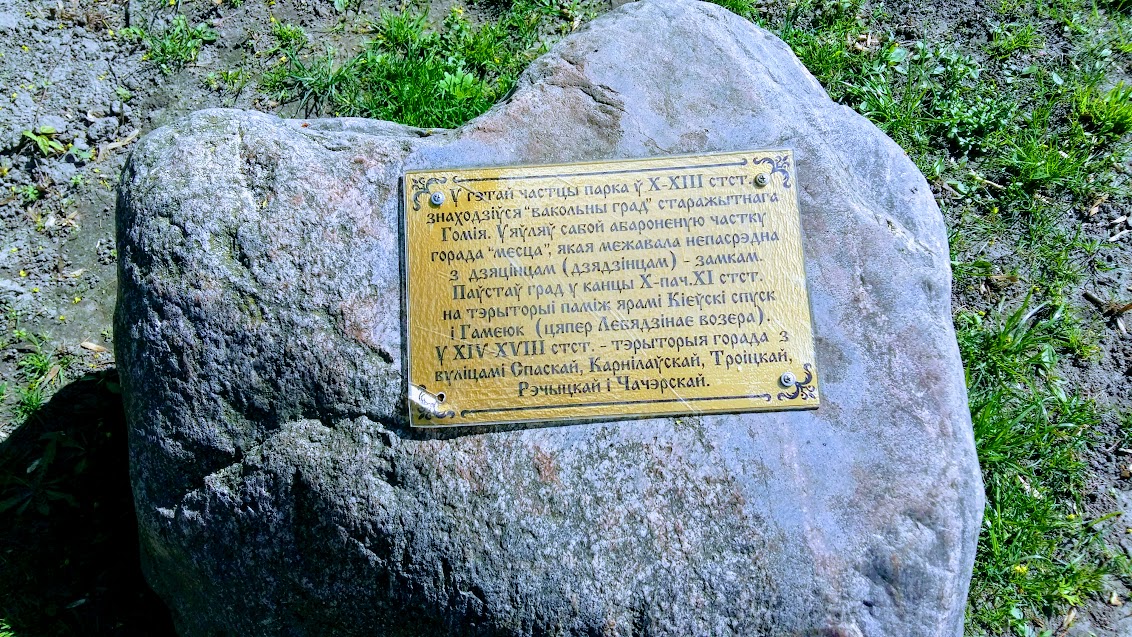 Ў гэтай частцы парка ў X-XIII стст.
знаходзіўся "вакольны град" старажытнага
Гомія. Ўяўляў сабой абароненую частку
горада "месца", якая межавала непасрэдна
з дзяцінцам (дзядзінцам) - замкам.
Паўстаў град у канцы X-пач.XI стст.
на тэрыторыі паміж ярамі Кіеўскі спуск
і Гамеюк (цяпер Лебядзінае возера).
Ў XIV-XVIII стст. - тэрыторыя горада з
вуліцамі Спаскай, Карнілаўскай, Троіцкай,
Рэчыцкай і Чачэрскай.